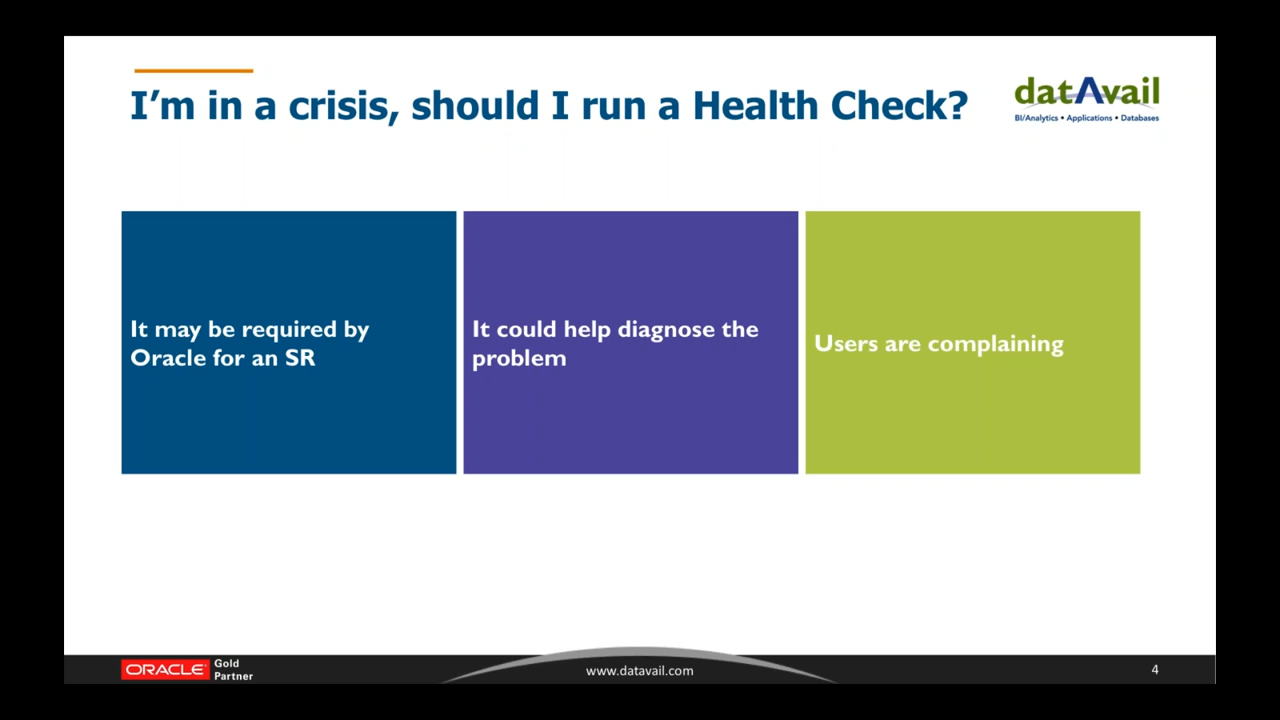 I’m in a crisis, should I run a Health Check?
datAvail
BI/Analytics • Applications • Databases
It may be required by
Oracle for an SR
It could help diagnose the
problem
Users are complaining
ORACLE
Gold
Partner
www.datavail.com
4